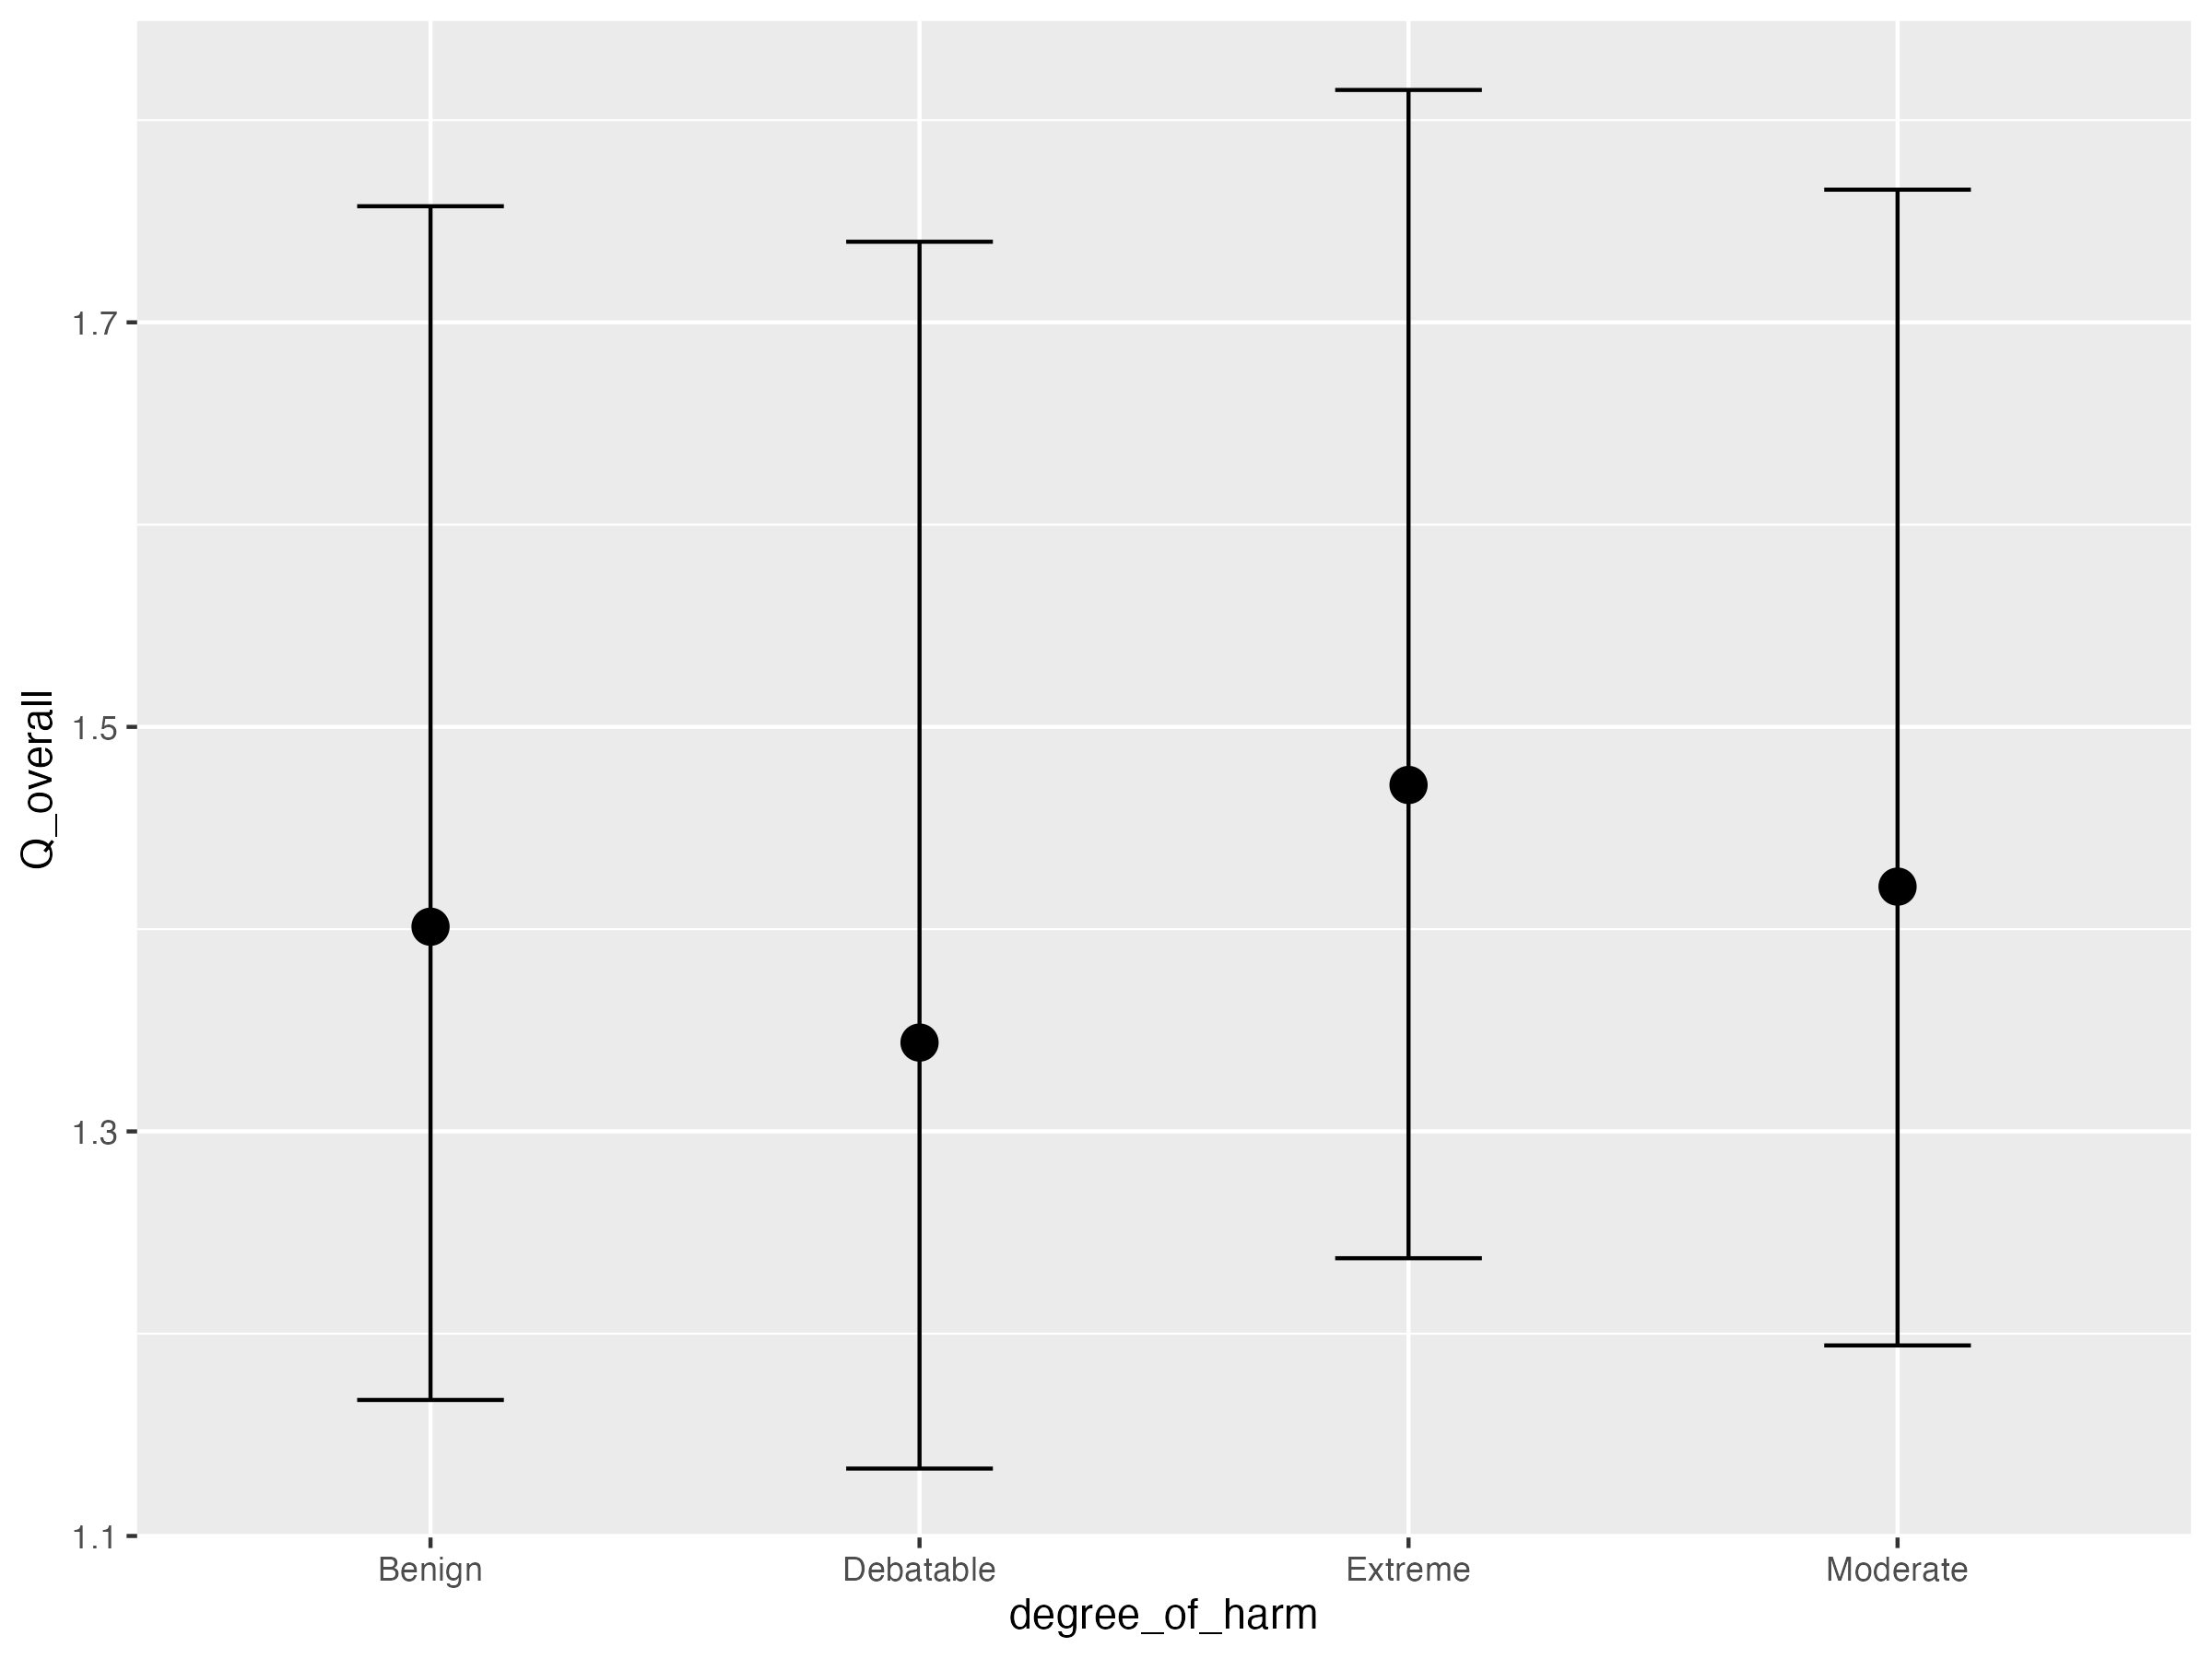 Q_overall
1.7
1.5
1.3
1.1
Benign Debatable Extreme Moderate
degree_of_harm